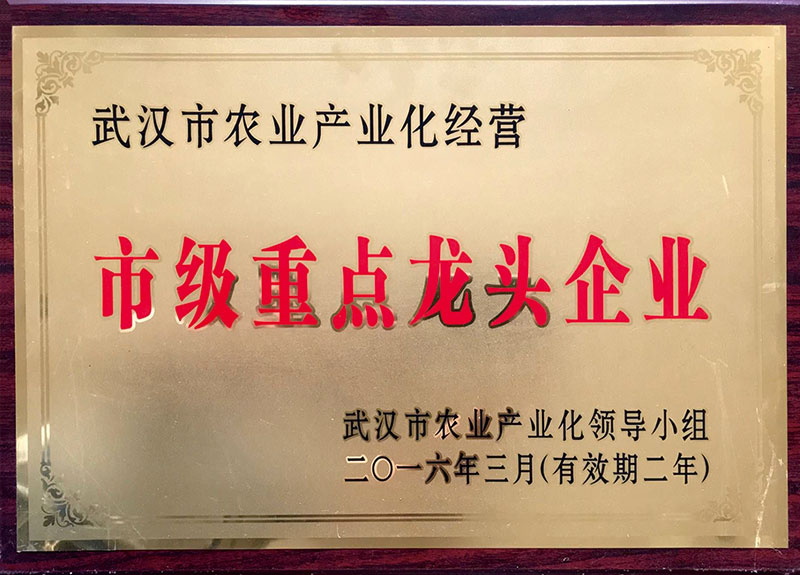 武汉市农业产业化经营
市级重点龙头企业
武汉市农业产业化领导小组
二〇一六年三月(有效期二年)